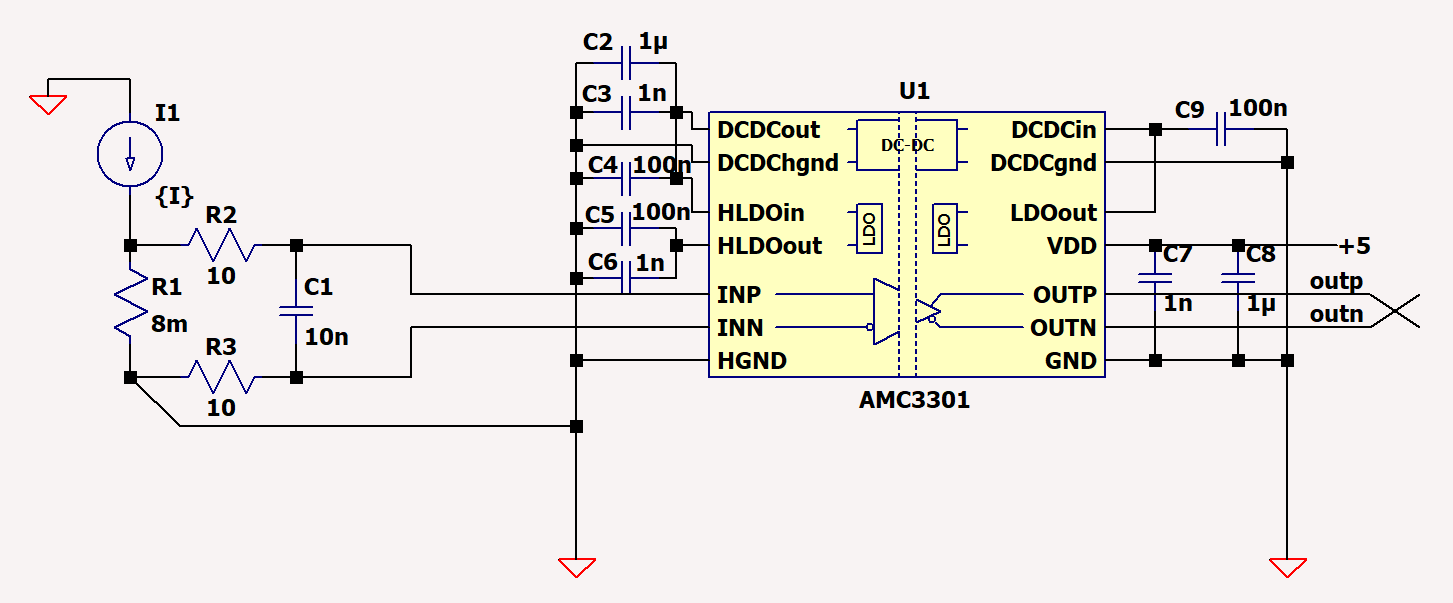 C2 1µ
C3 1n
U1
C9 100n
I1
{I}
DCDCout
DC-DC
DCDCin
DCDChgnd
DCDCgnd
C4 100n
HLDOin
LDO
LDO
LDOout
R2
10
C5 100n
HLDOout
VDD
+5
C7
C8
C6 1n
R1
8m
C1
10n
INP
OUTP
outp
1n
1µ
INN
OUTN
outn
R3
10
HGND
GND
AMC3301